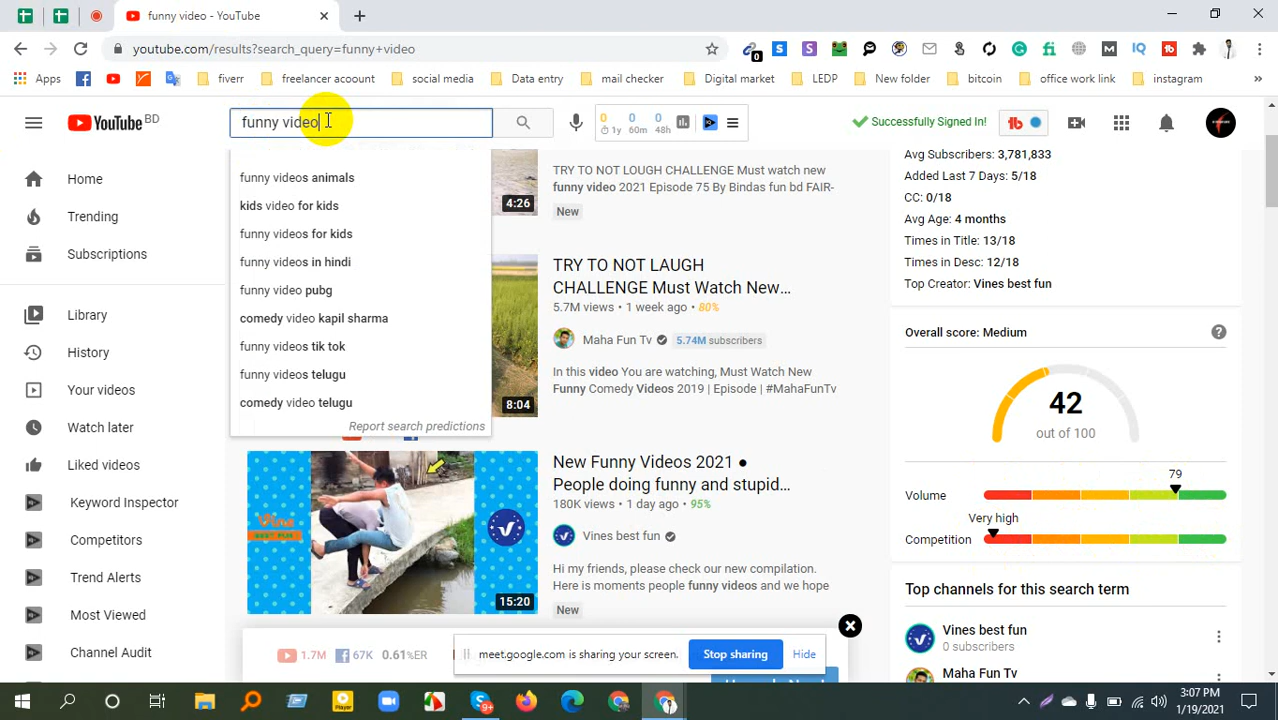 funny video - YouTube
youtube.com/results?search_query=funny+video
0
Apps fiverr freelancer acoount social media Data entry mail checker Digital market LEDP New folder bitcoin office work link instagram »
YouTube BD
funny video
0 0 0
1y 60m 48h
Successfully Signed In!
tb
Home
Trending
Subscriptions
Library
History
Your videos
Watch later
Liked videos
Keyword Inspector
Competitors
Trend Alerts
Most Viewed
Channel Audit
funny videos animals
kids video for kids
funny videos for kids
funny videos in hindi
funny video pubg
comedy video kapil sharma
funny videos tik tok
funny videos telugu
comedy video telugu
Report search predictions
4:26
TRY TO NOT LAUGH CHALLENGE Must watch new
funny video 2021 Episode 75 By Bindas fun bd FAIR-
New
8:04
TRY TO NOT LAUGH
CHALLENGE Must Watch New...
5.7M views • 1 week ago • 80%
Maha Fun Tv 5.74M subscribers
In this video You are watching, Must Watch New
Funny Comedy Videos 2019 | Episode | #MahaFunTv
15:20
New Funny Videos 2021 ●
People doing funny and stupid...
180K views • 1 day ago • 95%
Vines best fun
Hi my friends, please check our new compilation.
Here is moments people funny videos and we hope
New
1.7M 67K 0.61%ER
meet.google.com is sharing your screen. Stop sharing Hide
Avg Subscribers: 3,781,833
Added Last 7 Days: 5/18
CC: 0/18
Avg Age: 4 months
Times in Title: 13/18
Times in Desc: 12/18
Top Creator: Vines best fun
Overall score: Medium
42
out of 100
79
Volume
Very high
Competition
Top channels for this search term
Vines best fun
0 subscribers
Maha Fun Tv
3:07 PM
1/19/2021